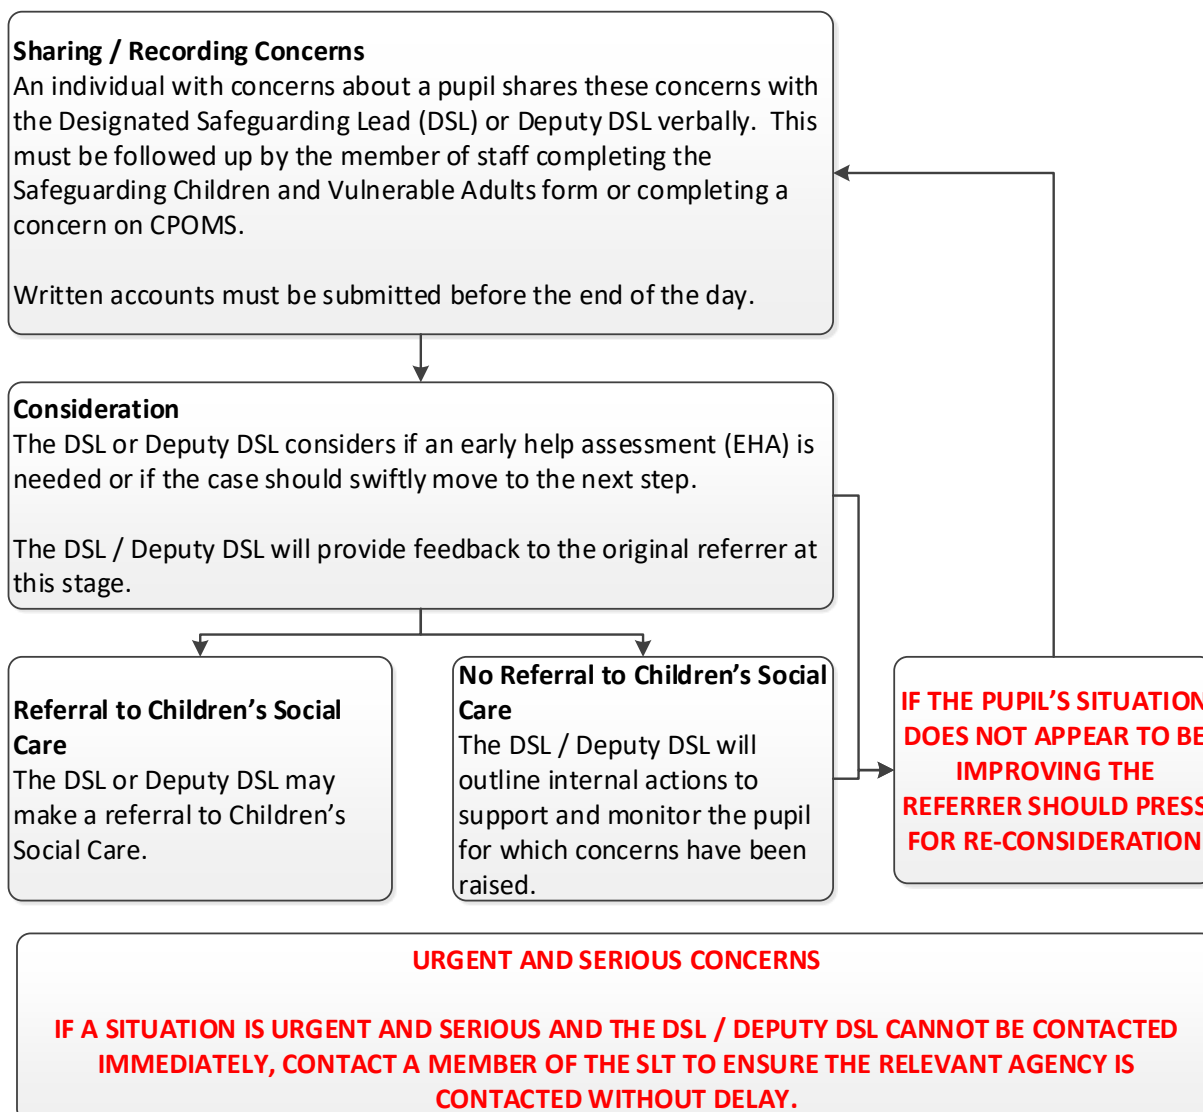 Sharing / Recording Concerns
An individual with concerns about a pupil shares these concerns with
the Designated Safeguarding Lead (DSL) or Deputy DSL verbally.  This
must be followed up by the member of staff completing the
Safeguarding Children and Vulnerable Adults form or completing a
concern on CPOMS.
Written accounts must be submitted before the end of the day.
Consideration
The DSL or Deputy DSL considers if an early help assessment (EHA) is
needed or if the case should swiftly move to the next step.
The DSL / Deputy DSL will provide feedback to the original referrer at
this stage.
Referral to Children’s Social
Care
The DSL or Deputy DSL may
make a referral to Children’s
Social Care.
No Referral to Children’s Social
Care
The DSL / Deputy DSL will
outline internal actions to
support and monitor the pupil
for which concerns have been
raised.
IF THE PUPIL’S SITUATION
DOES NOT APPEAR TO BE
IMPROVING THE
REFERRER SHOULD PRESS
FOR RE-CONSIDERATION
URGENT AND SERIOUS CONCERNS
IF A SITUATION IS URGENT AND SERIOUS AND THE DSL / DEPUTY DSL CANNOT BE CONTACTED
IMMEDIATELY, CONTACT A MEMBER OF THE SLT TO ENSURE THE RELEVANT AGENCY IS
CONTACTED WITHOUT DELAY.